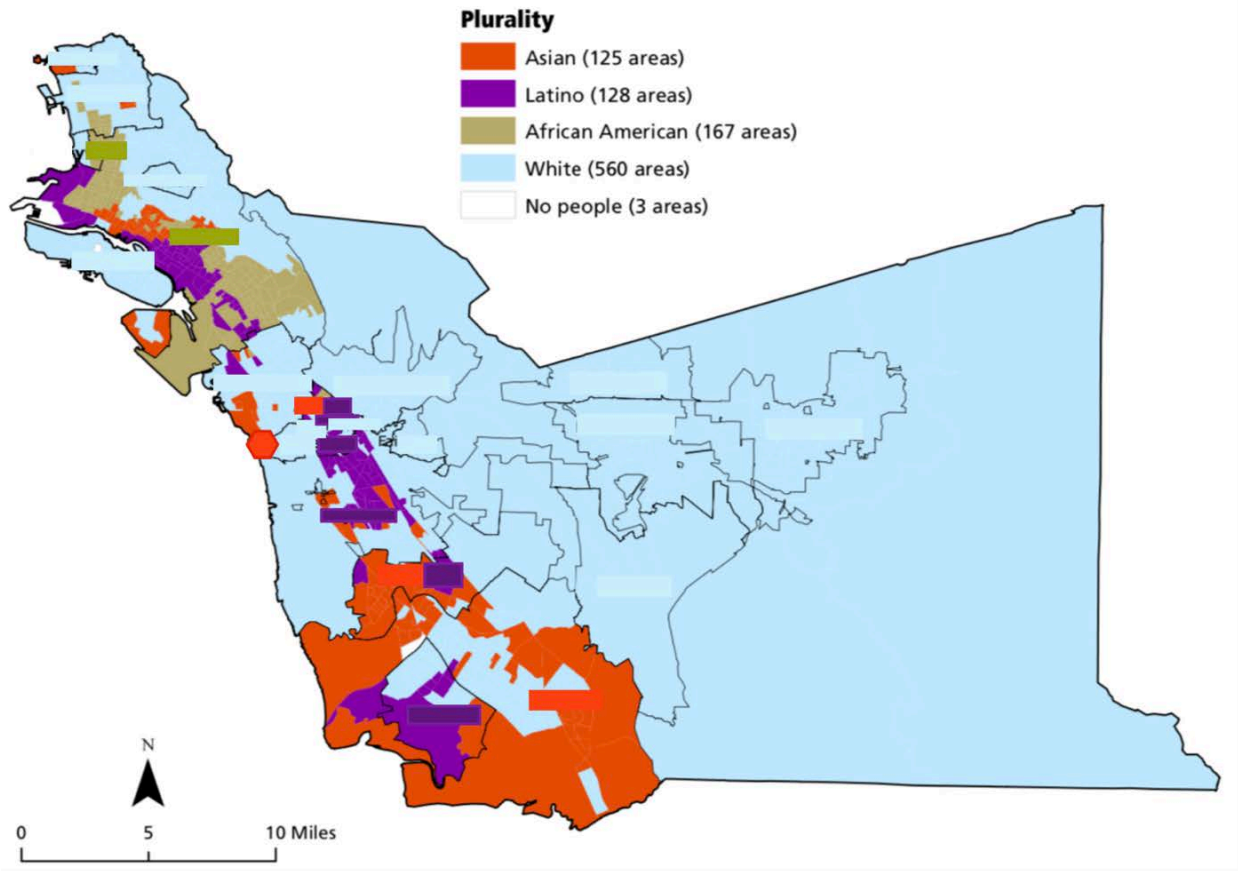 Plurality
Asian (125 areas)
Latino (128 areas)
African American (167 areas)
White (560 areas)
No people (3 areas)
N
0 5 10 Miles